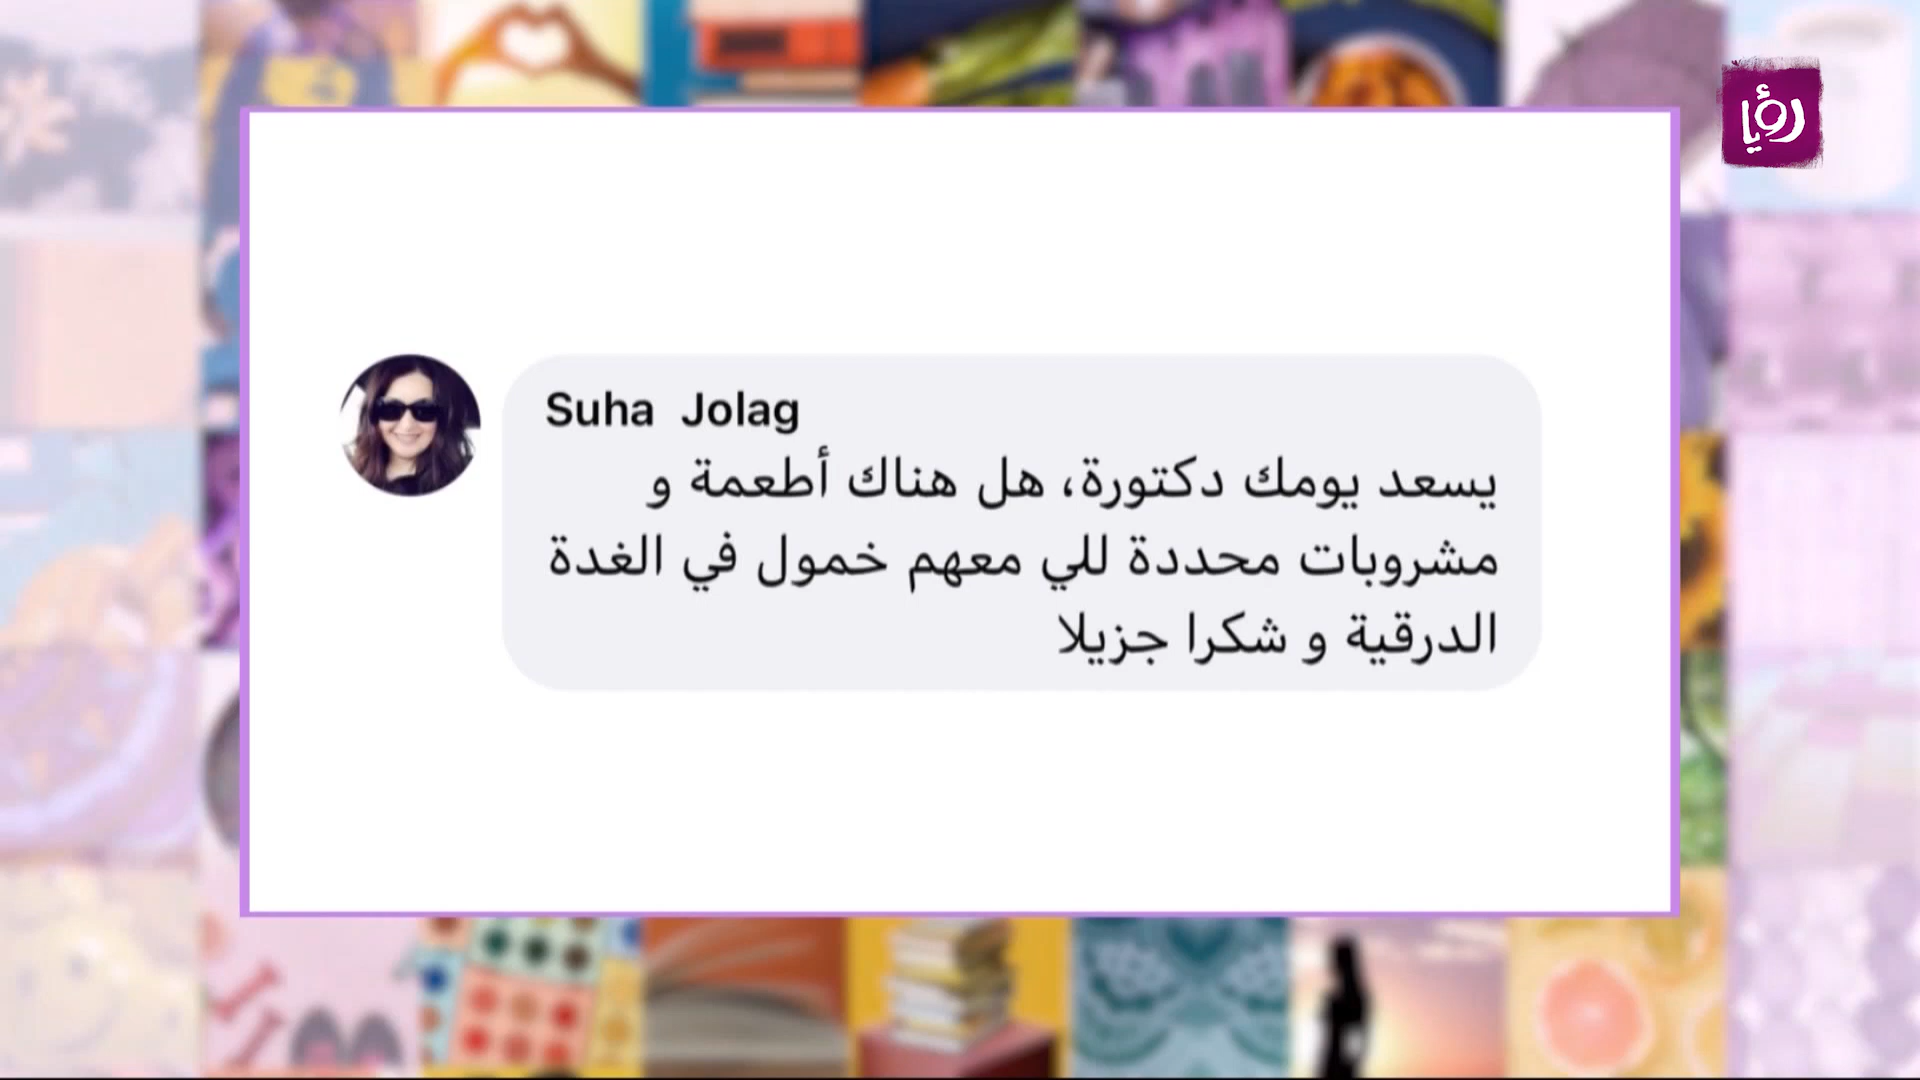 رؤيا
Suha Jolag
يسعد يومك دكتورة، هل هناك أطعمة و
مشروبات محددة للي معهم خمول في الغدة
الدرقية و شكرا جزيلا